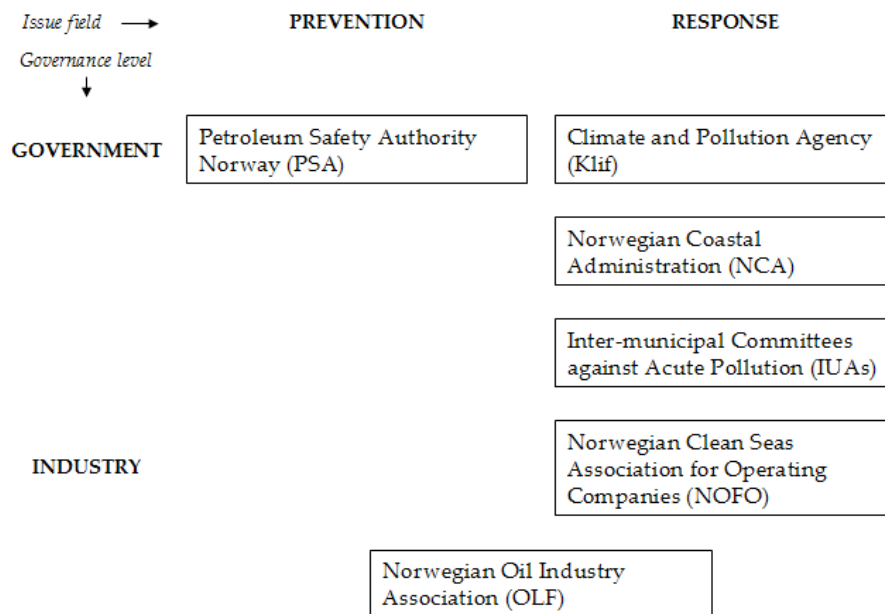 Issue field
PREVENTION
RESPONSE
Governance level
GOVERNMENT
Petroleum Safety Authority
Norway (PSA)
Climate and Pollution Agency
(Klif)
Norwegian Coastal
Administration (NCA)
Inter-municipal Committees
against Acute Pollution (IUAs)
INDUSTRY
Norwegian Clean Seas
Association for Operating
Companies (NOFO)
Norwegian Oil Industry
Association (OLF)